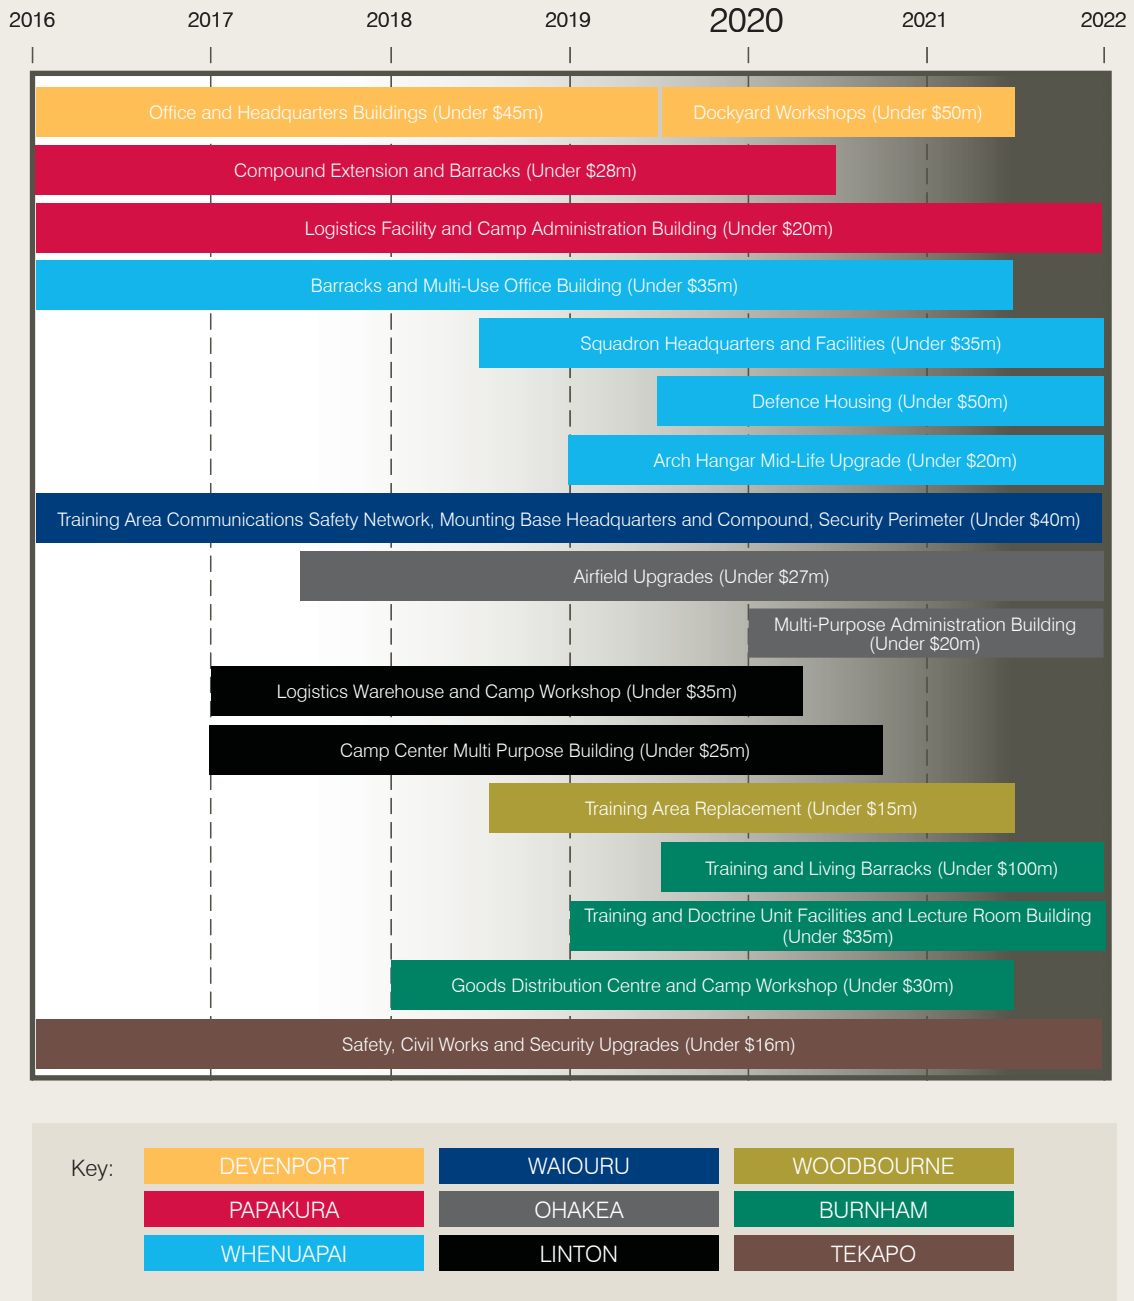 2016 2017 2018 2019 2020 2021 2022
Office and Headquarters Buildings (Under $45m)
Dockyard Workshops (Under $50m)
Compound Extension and Barracks (Under $28m)
Logistics Facility and Camp Administration Building (Under $20m)
Barracks and Multi-Use Office Building (Under $35m)
Squadron Headquarters and Facilities (Under $35m)
Defence Housing (Under $50m)
Arch Hangar Mid-Life Upgrade (Under $20m)
Training Area Communications Safety Network, Mounting Base Headquarters and Compound, Security Perimeter (Under $40m)
Airfield Upgrades (Under $27m)
Multi-Purpose Administration Building
(Under $20m)
Logistics Warehouse and Camp Workshop (Under $35m)
Camp Center Multi Purpose Building (Under $25m)
Training Area Replacement (Under $15m)
Training and Living Barracks (Under $100m)
Training and Doctrine Unit Facilities and Lecture Room Building
(Under $35m)
Goods Distribution Centre and Camp Workshop (Under $30m)
Safety, Civil Works and Security Upgrades (Under $16m)
Key:
DEVENPORT
WAIOURU
WOODBOURNE
PAPAKURA
OHAKEA
BURNHAM
WHENUAPAI
LINTON
TEKAPO